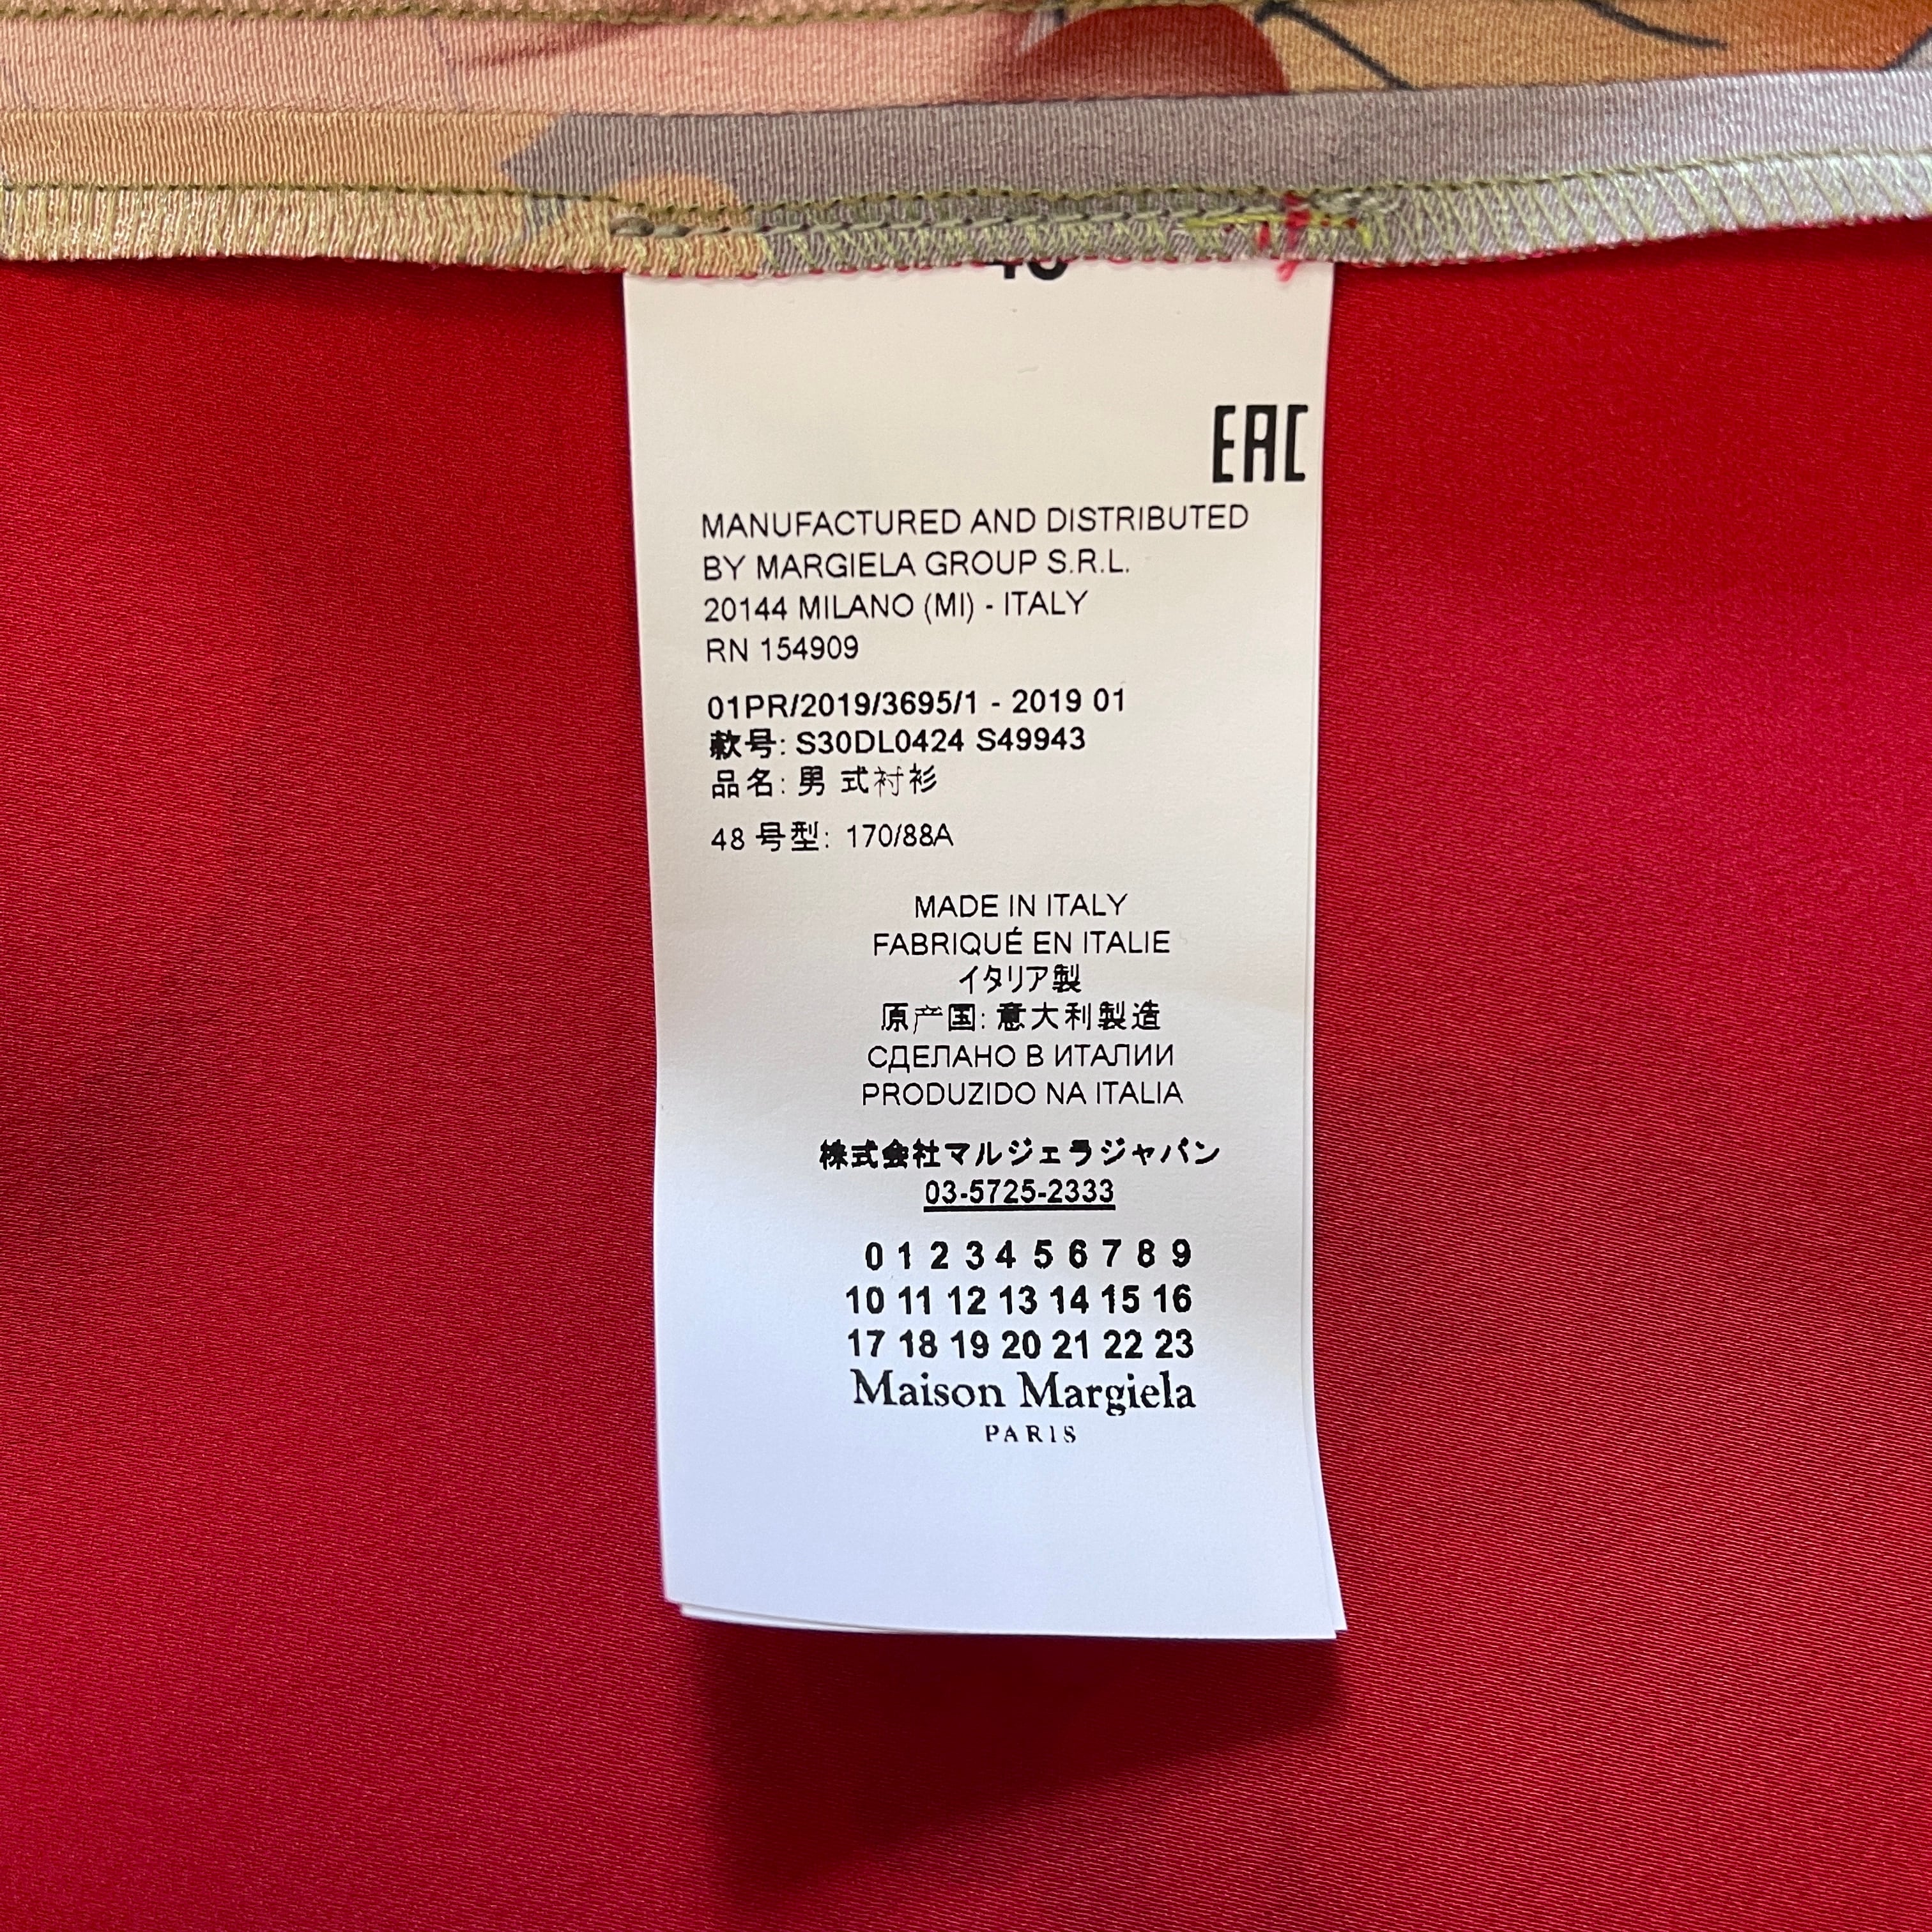 48
EAC
MANUFACTURED AND DISTRIBUTED
BY MARGIELA GROUP S.R.L.
20144 MILANO (MI) - ITALY
RN 154909
01PR/2019/3695/1 - 2019 01
款号: S30DL0424 S49943
品名: 男 式衬衫
48 号型: 170/88A
MADE IN ITALY
FABRIQUÉ EN ITALIE
イタリア製
原产国: 意大利製造
СДЕЛАНО В ИТАЛИИ
PRODUZIDO NA ITALIA
株式会社マルジェラジャパン
03-5725-2333
0 1 2 3 4 5 6 7 8 9
10 11 12 13 14 15 16
17 18 19 20 21 22 23
Maison Margiela
PARIS